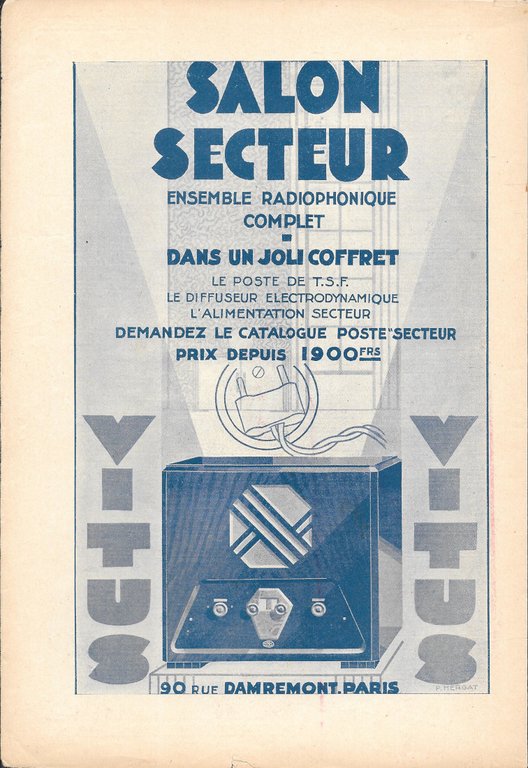 SALON
SECTEUR
ENSEMBLE RADIOPHONIQUE
COMPLET
-
DANS UN JOLI COFFRET
LE POSTE DE T.S.F.
LE DIFFUSEUR ELECTRODYNAMIQUE
L'ALIMENTATION SECTEUR
DEMANDEZ LE CATALOGUE POSTE "SECTEUR
PRIX DEPUIS 1900 FRS
VITUS
VITUS
90 RUE DAMREMONT. PARIS